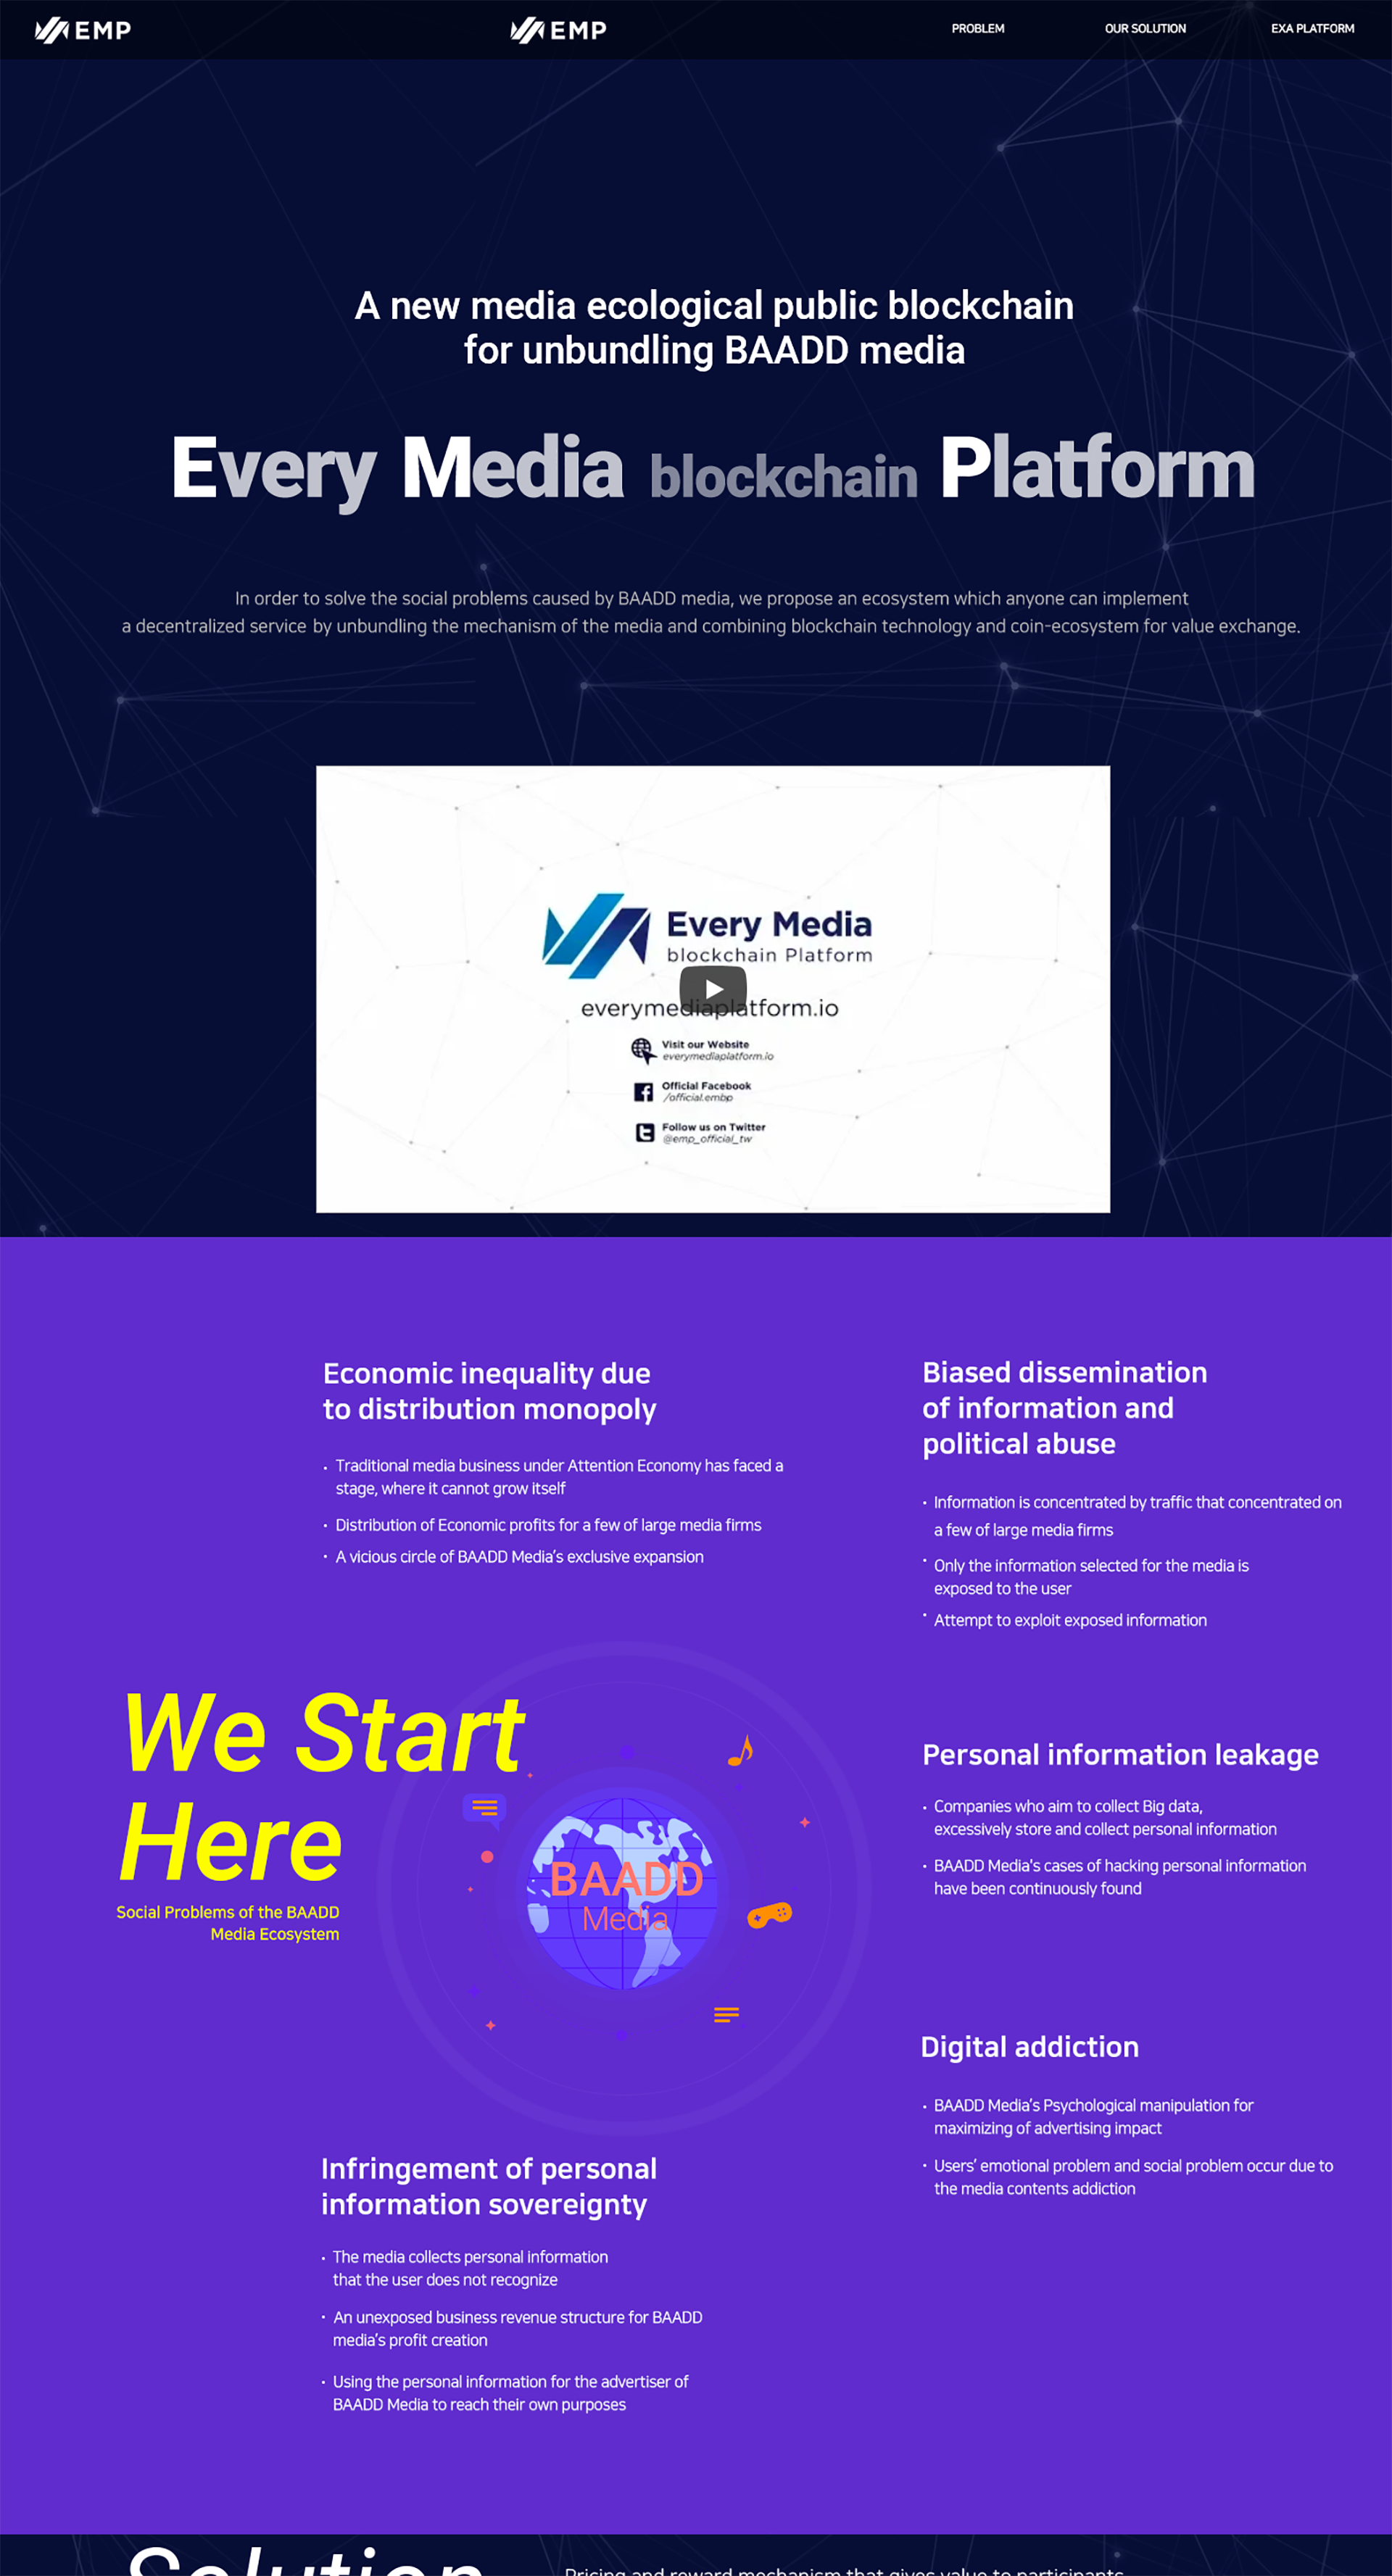 EMP
EMP
PROBLEM
OUR SOLUTION
EXA PLATFORM
A new media ecological public blockchain
for unbundling BAADD media
Every Media blockchain Platform
In order to solve the social problems caused by BAADD media, we propose an ecosystem which anyone can implement
a decentralized service by unbundling the mechanism of the media and combining blockchain technology and coin-ecosystem for value exchange.
Every Media
blockchain Platform
everymediaplatform.io
Visit our Website
everymediaplatform.io
Official Facebook
/official.embp
Follow us on Twitter
@emp_official_tw
Economic inequality due
to distribution monopoly
• Traditional media business under Attention Economy has faced a
stage, where it cannot grow itself
• Distribution of Economic profits for a few of large media firms
• A vicious circle of BAADD Media's exclusive expansion
Biased dissemination
of information and
political abuse
• Information is concentrated by traffic that concentrated on
a few of large media firms
• Only the information selected for the media is
exposed to the user
• Attempt to exploit exposed information
We Start
Here
Social Problems of the BAADD
Media Ecosystem
BAADD
Media
Personal information leakage
• Companies who aim to collect Big data,
excessively store and collect personal information
• BAADD Media's cases of hacking personal information
have been continuously found
Digital addiction
• BAADD Media's Psychological manipulation for
maximizing of advertising impact
• Users' emotional problem and social problem occur due to
the media contents addiction
Infringement of personal
information sovereignty
• The media collects personal information
that the user does not recognize
• An unexposed business revenue structure for BAADD
media's profit creation
• Using the personal information for the advertiser of
BAADD Media to reach their own purposes
Solution
Pricing and reward mechanism that gives value to participants